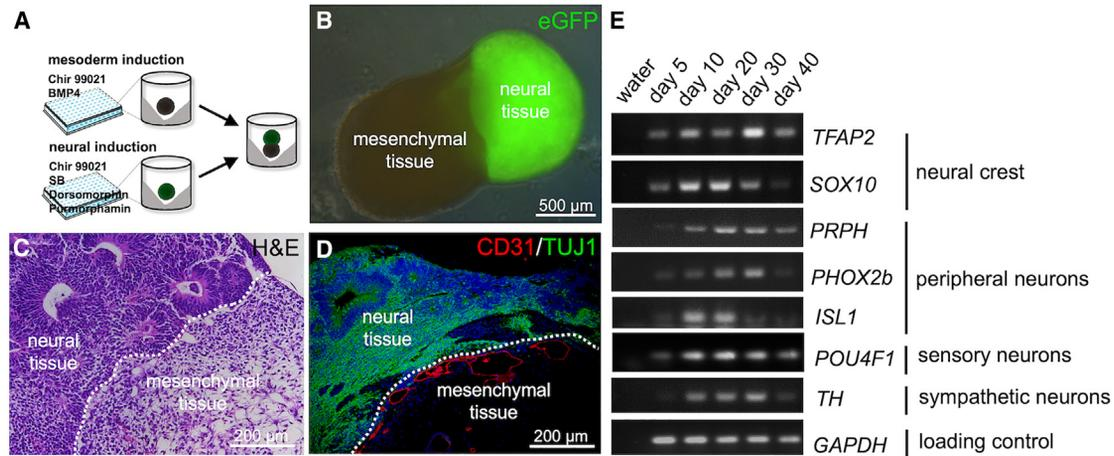 A
mesoderm induction
Chir 99021
BMP4
neural induction
Chir 99021
SB
Dorsomorphin
Purmorphamin
B
eGFP
neural
tissue
mesenchymal
tissue
500 µm
C
H&E
neural
tissue
mesenchymal
tissue
200 µm
D
CD31/TUJ1
neural
tissue
mesenchymal
tissue
200 µm
E
water
day 5
day 10
day 20
day 30
day 40
TFAP2
SOX10
neural crest
PRPH
PHOX2b
ISL1
peripheral neurons
POU4F1
sensory neurons
TH
sympathetic neurons
GAPDH
loading control